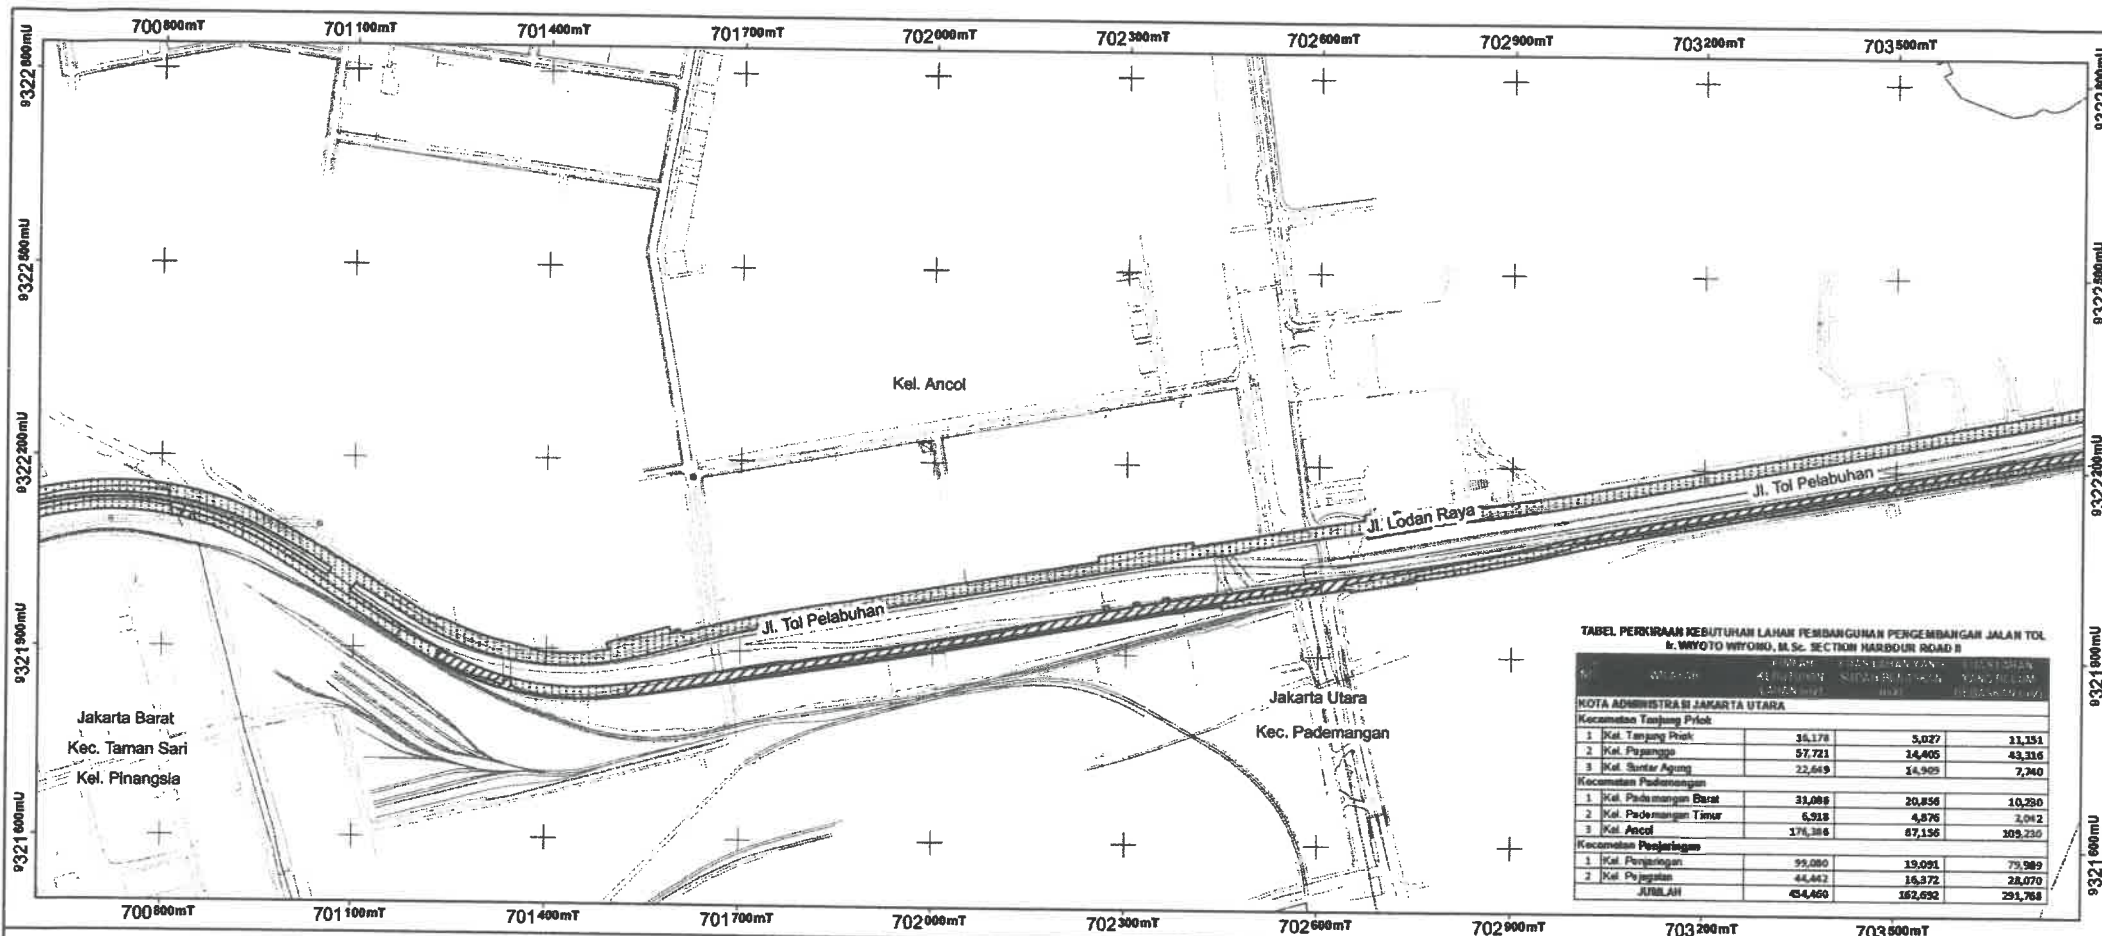 700800mT 701100mT 701400mT 701700mT 702000mT 702300mT 702600mT 702900mT 703200mT 703500mT
9322800mU
9322800mU
9322500mU
9322500mU
Kel. Ancol
9322200mU
9322200mU
Jl. Tol Pelabuhan
Jl. Lodan Raya
Jl. Tol Pelabuhan
9321900mU
9321900mU
Jakarta Barat
Kec. Taman Sari
Kel. Pinangsia
Jakarta Utara
Kec. Pademangan
TABEL PERKIRAAN KEBUTUHAN LAHAN PEMBANGUNAN PENGEMBANGAN JALAN TOL
Ir. WIYOTO WIYONO, M.Sc. SECTION HARBOUR ROAD II
KOTA ADMINISTRASI JAKARTA UTARA
Kecamatan Tanjung Priok
1 Kel. Tanjung Priok 16,178 5,027 11,151
2 Kel. Papanggo 57,721 14,405 43,316
3 Kel. Sunter Agung 22,649 14,909 7,740
Kecamatan Pademangan
1 Kel. Pademangan Barat 31,086 20,856 10,230
2 Kel. Pademangan Timur 6,918 4,876 2,042
3 Kel. Ancol 176,386 67,156 109,230
Kecamatan Penjaringan
1 Kel. Penjaringan 99,080 19,091 79,989
2 Kel. Pejagalan 44,442 16,372 28,070
JUMLAH 454,460 162,692 291,768
9321600mU
9321600mU
700800mT 701100mT 701400mT 701700mT 702000mT 702300mT 702600mT 702900mT 703200mT 703500mT